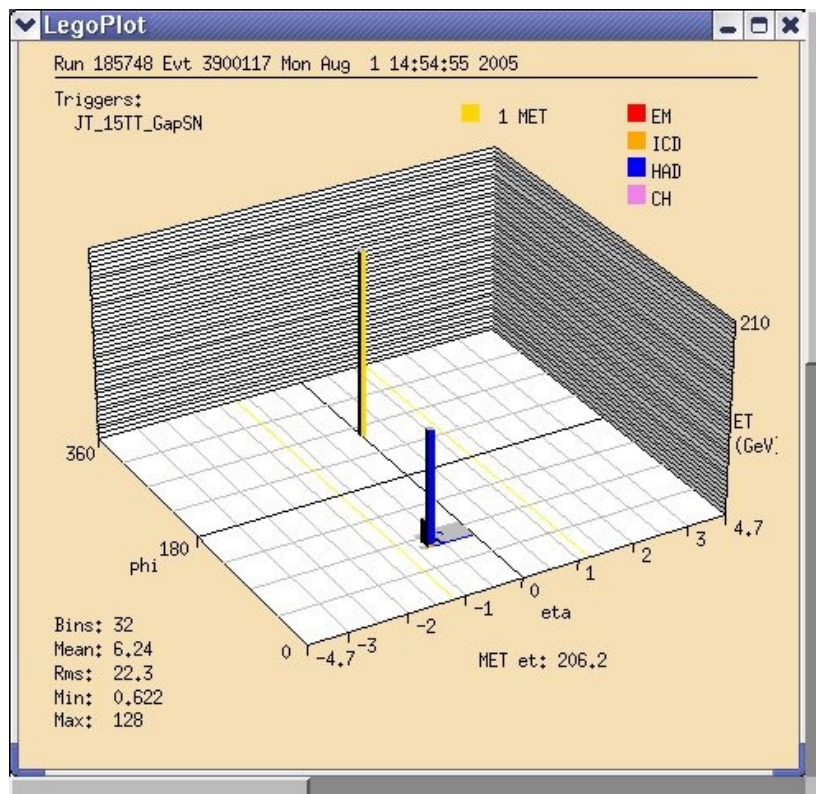 LegoPlot
Run 185748 Evt 3900117 Mon Aug 1 14:54:55 2005
Triggers:
JT_15TT_GapSN
1 MET
EM
ICD
HAD
CH
210
ET
(GeV)
360
180
phi
0
-4.7
-3
-2
-1
0
1
2
3
4.7
eta
Bins: 32
Mean: 6.24
Rms: 22.3
Min: 0.622
Max: 128
MET et: 206.2